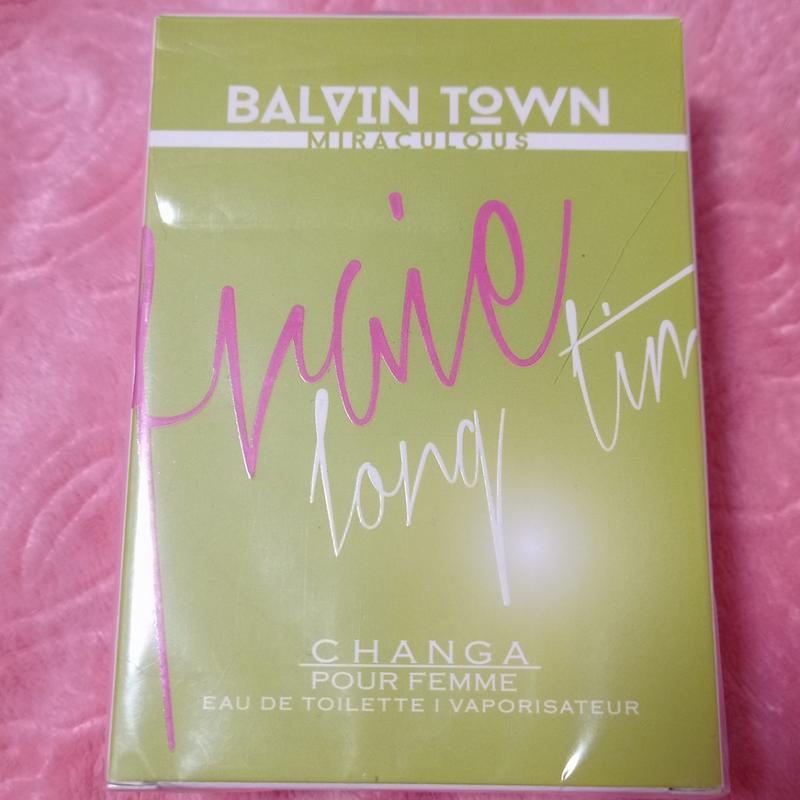 BALVIN TOWN
MIRACULOUS
long
CHANGA
POUR FEMME
EAU DE TOILETTE | VAPORISATEUR